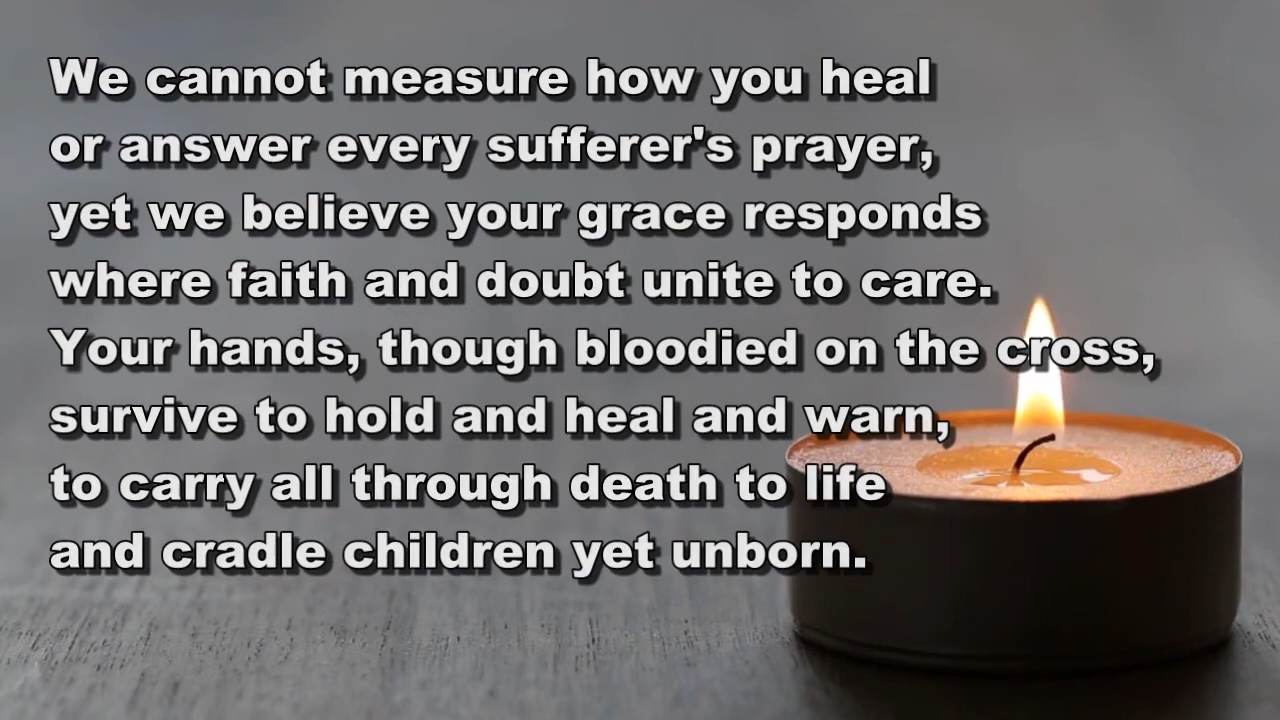 We cannot measure how you heal
or answer every sufferer's prayer,
yet we believe your grace responds
where faith and doubt unite to care.
Your hands, though bloodied on the cross,
survive to hold and heal and warn,
to carry all through death to life
and cradle children yet unborn.